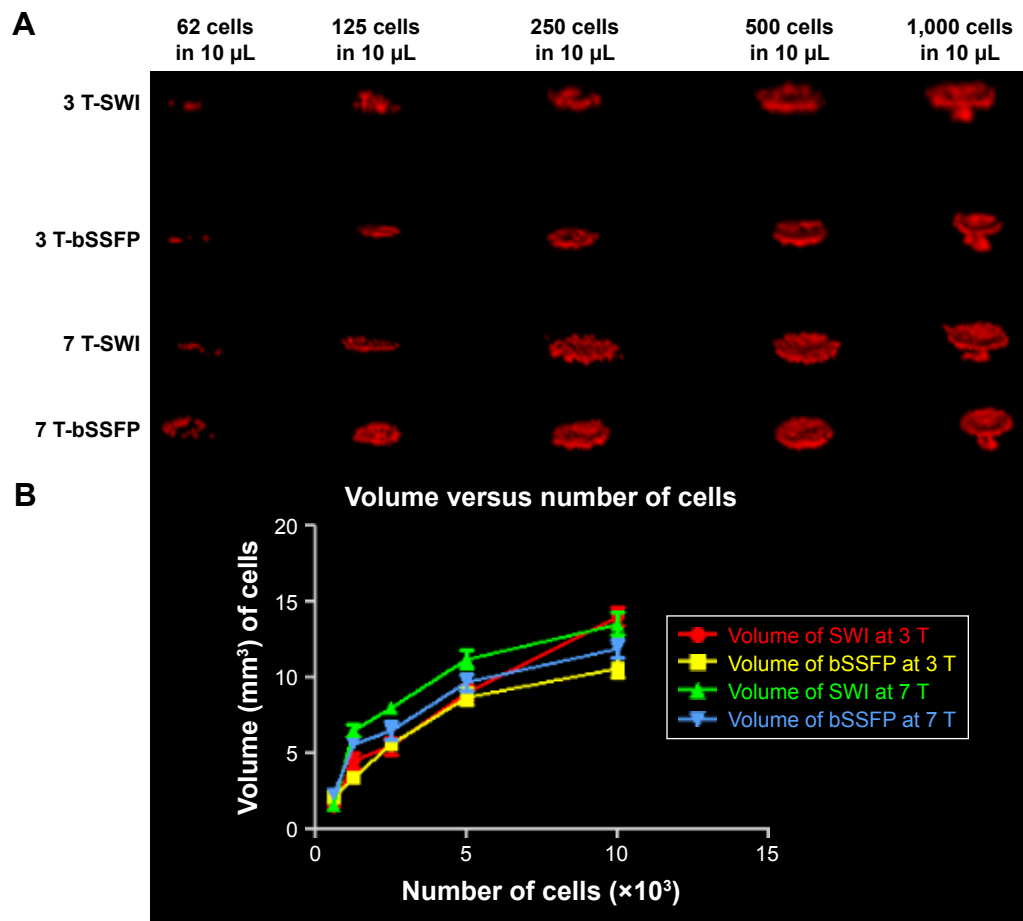 A
62 cells
in 10 µL
125 cells
in 10 µL
250 cells
in 10 µL
500 cells
in 10 µL
1,000 cells
in 10 µL
3 T-SWI
3 T-bSSFP
7 T-SWI
7 T-bSSFP
B
Volume versus number of cells
Volume (mm³) of cells
20
15
10
5
0
0
5
10
15
Number of cells (×10³)
Volume of SWI at 3 T
Volume of bSSFP at 3 T
Volume of SWI at 7 T
Volume of bSSFP at 7 T